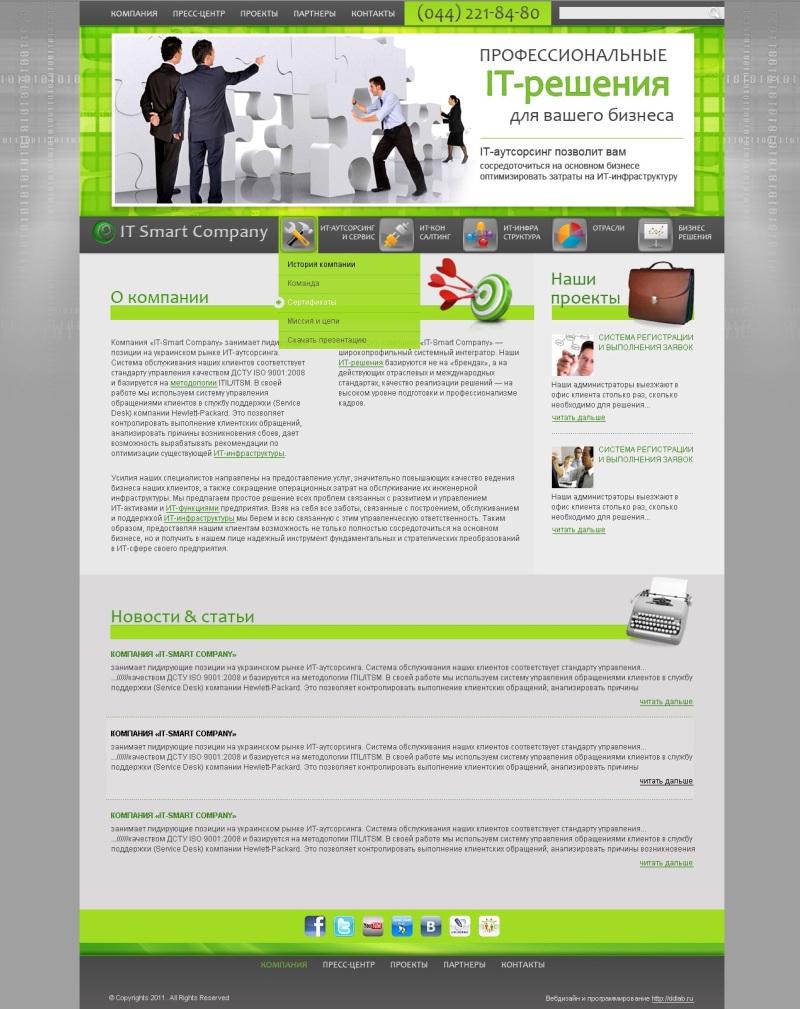 КОМПАНИЯ ПРЕСС-ЦЕНТР ПРОЕКТЫ ПАРТНЕРЫ КОНТАКТЫ (044) 221-84-80
ПРОФЕССИОНАЛЬНЫЕ
IT-решения
для вашего бизнеса
IT-аутсорсинг позволит вам
сосредоточиться на основном бизнесе
оптимизировать затраты на ИТ-инфраструктуру
IT Smart Company
ИТ-АУТСОРСИНГ
И СЕРВИС
ИТ-КОН
САЛТИНГ
ИТ-ИНФРА
СТРУКТУРА
ОТРАСЛИ
БИЗНЕС
РЕШЕНИЯ
История компании
Команда
Сертификаты
Миссия и цели
Скачать презентацию
О компании
Компания «IT-Smart Company» занимает лиди
позиции на украинском рынке ИТ-аутсорсинга.
Система обслуживания наших клиентов соответствует
стандарту управления качеством ДСТУ ISO 9001:2008
и базируется на методологии ITIL/ITSM. В своей
работе мы используем систему управления
обращениями клиентов в службу поддержки (Service
Desk) компании Hewlett-Packard. Это позволяет
контролировать выполнение клиентских обращений,
анализировать причины возникновения сбоев, дает
возможность вырабатывать рекомендации по
оптимизации существующей ИТ-инфраструктуры.
«IT-Smart Company» —
широкопрофильный системный интегратор. Наши
ИТ-решения базируются не на «брендах», а на
действующих отраслевых и международных
стандартах, качество реализации решений — на
высоком уровне подготовки и профессионализме
кадров.
Усилия наших специалистов направлены на предоставление услуг, значительно повышающих качество ведения
бизнеса наших клиентов, а также сокращение операционных затрат на обслуживание их инженерной
инфраструктуры. Мы предлагаем простое решение всех проблем связанных с развитием и управлением
ИТ-активами и ИТ-функциями предприятия. Взяв на себя все заботы, связанные с построением, обслуживанием
и поддержкой ИТ-инфраструктуры мы берем и всю связанную с этим управленческую ответственность. Таким
образом, предоставляя нашим клиентам возможность не только полностью сосредоточиться на основном
бизнесе, но и получить в нашем лице надежный инструмент фундаментальных и стратегических преобразований
в ИТ-сфере своего предприятия.
Наши
проекты
СИСТЕМА РЕГИСТРАЦИИ
И ВЫПОЛНЕНИЯ ЗАЯВОК
Наши администраторы выезжают в
офис клиента столько раз, сколько
необходимо для решения...
читать дальше
СИСТЕМА РЕГИСТРАЦИИ
И ВЫПОЛНЕНИЯ ЗАЯВОК
Наши администраторы выезжают в
офис клиента столько раз, сколько
необходимо для решения...
читать дальше
Новости & статьи
КОМПАНИЯ «IT-SMART COMPANY»
занимает лидирующие позиции на украинском рынке ИТ-аутсорсинга. Система обслуживания наших клиентов соответствует стандарту управления...
...//////качеством ДСТУ ISO 9001:2008 и базируется на методологии ITIL/ITSM. В своей работе мы используем систему управления обращениями клиентов в службу
поддержки (Service Desk) компании Hewlett-Packard. Это позволяет контролировать выполнение клиентских обращений, анализировать причины
читать дальше
КОМПАНИЯ «IT-SMART COMPANY»
занимает лидирующие позиции на украинском рынке ИТ-аутсорсинга. Система обслуживания наших клиентов соответствует стандарту управления...
...//////качеством ДСТУ ISO 9001:2008 и базируется на методологии ITIL/ITSM. В своей работе мы используем систему управления обращениями клиентов в службу
поддержки (Service Desk) компании Hewlett-Packard. Это позволяет контролировать выполнение клиентских обращений, анализировать причины
читать дальше
КОМПАНИЯ «IT-SMART COMPANY»
занимает лидирующие позиции на украинском рынке ИТ-аутсорсинга. Система обслуживания наших клиентов соответствует стандарту управления...
...//////качеством ДСТУ ISO 9001:2008 и базируется на методологии ITIL/ITSM. В своей работе мы используем систему управления обращениями клиентов в службу
поддержки (Service Desk) компании Hewlett-Packard. Это позволяет контролировать выполнение клиентских обращений, анализировать причины возникновения
читать дальше
КОМПАНИЯ ПРЕСС-ЦЕНТР ПРОЕКТЫ ПАРТНЕРЫ КОНТАКТЫ
© Copyrights 2011. All Rights Reserved
Вебдизайн и программирование http://ddlab.ru